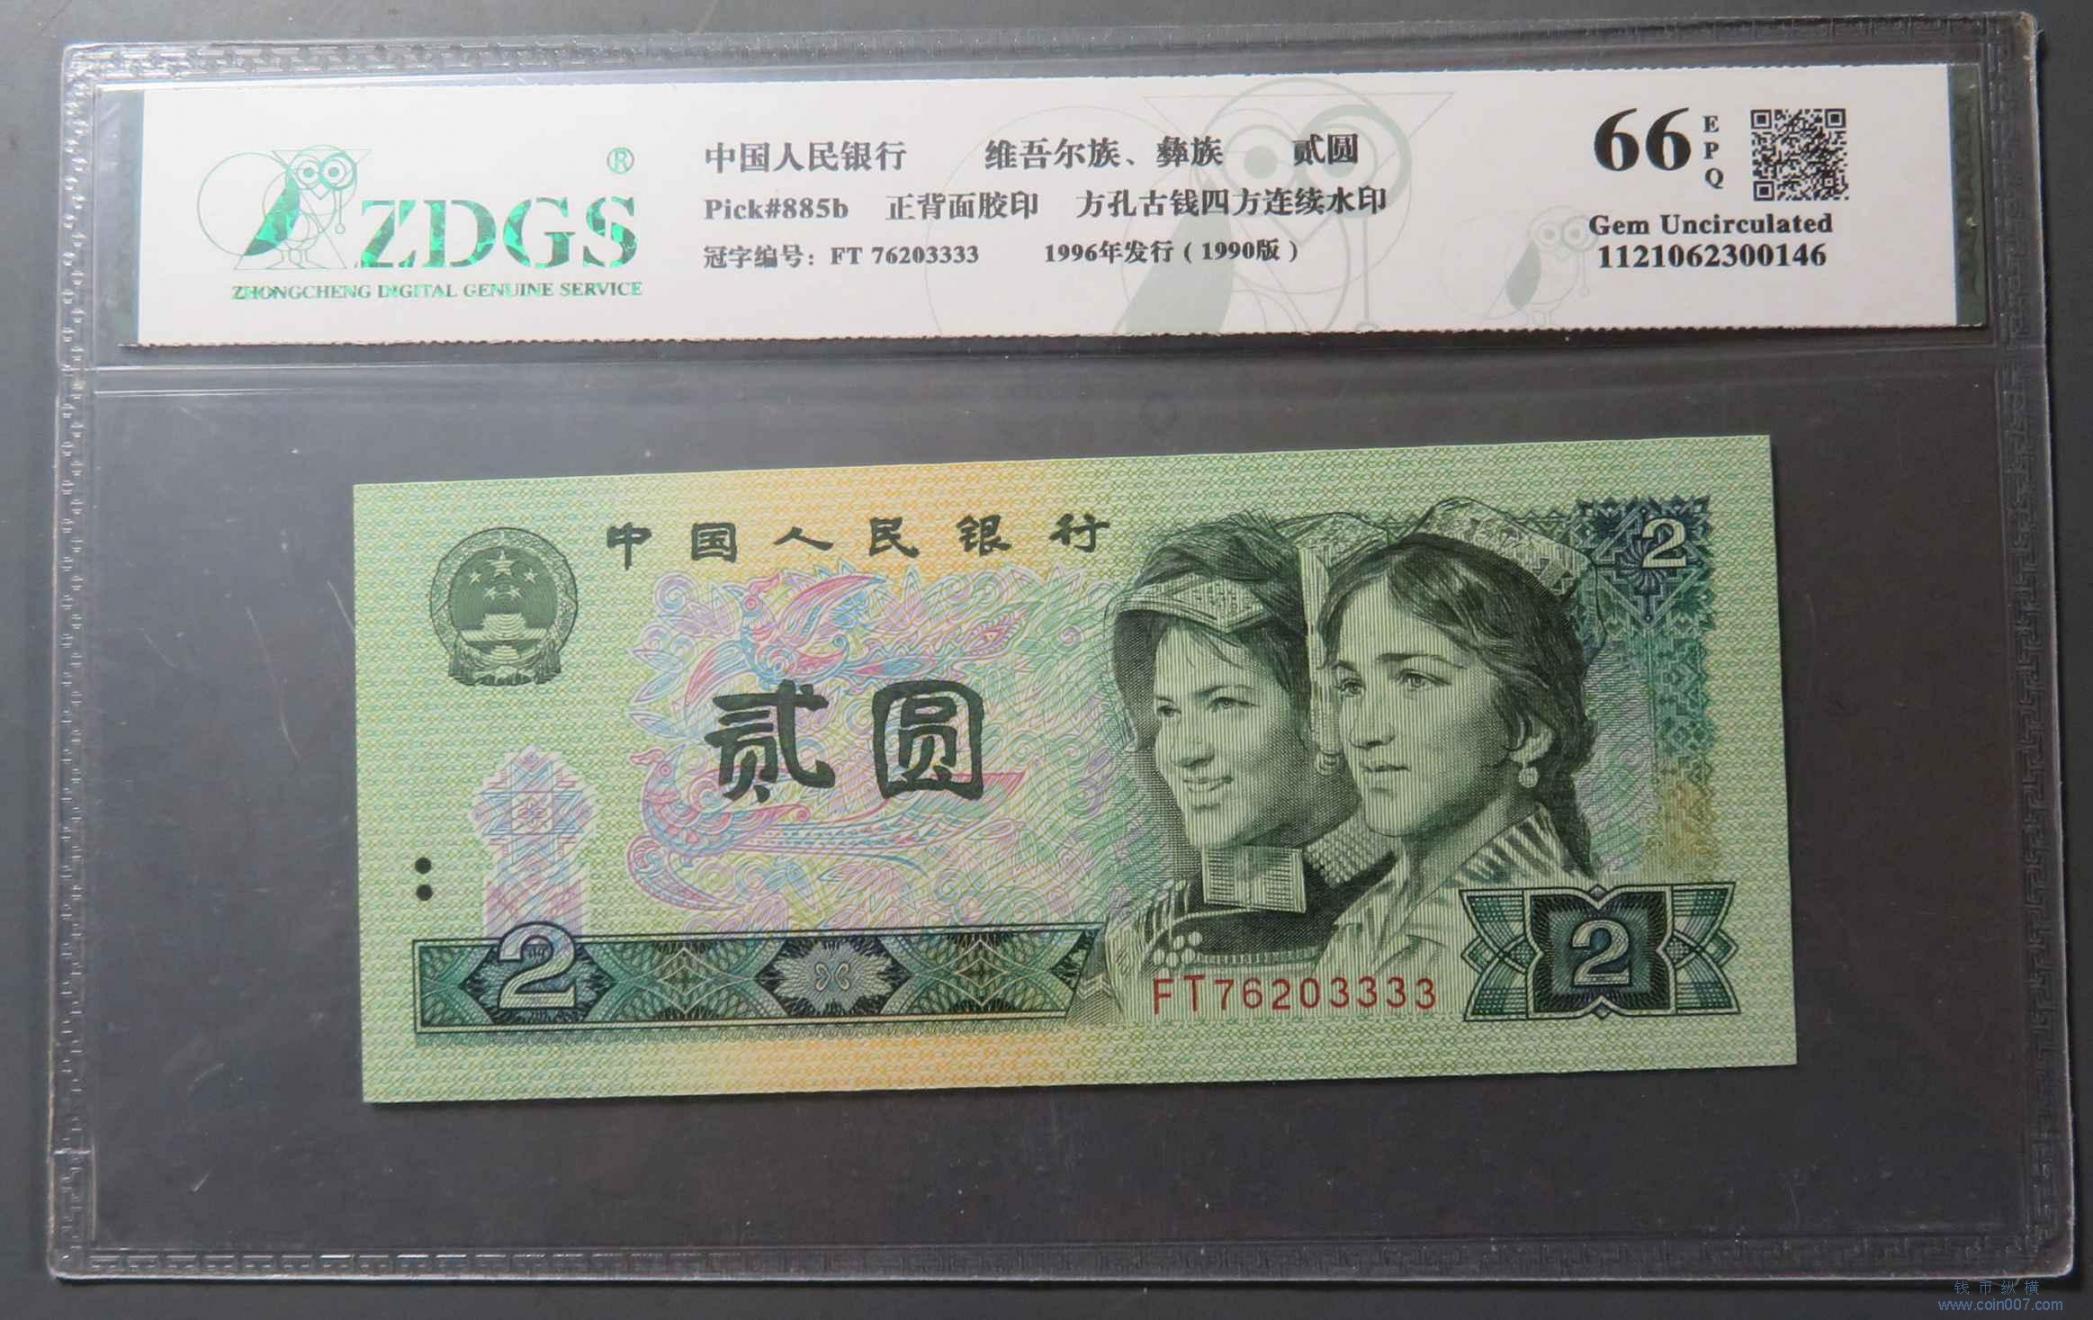 ZDGS®
ZHONGCHENG DIGITAL GENUINE SERVICE
中国人民银行 维吾尔族、彝族 贰圆
Pick#885b 正背面胶印 方孔古钱四方连续水印
冠字编号: FT 76203333 1996年发行(1990版)
66 EPQ
Gem Uncirculated
1121062300146
中国人民银行
2
贰圆
2
FT76203333
2
钱币纵横
www.coin007.com